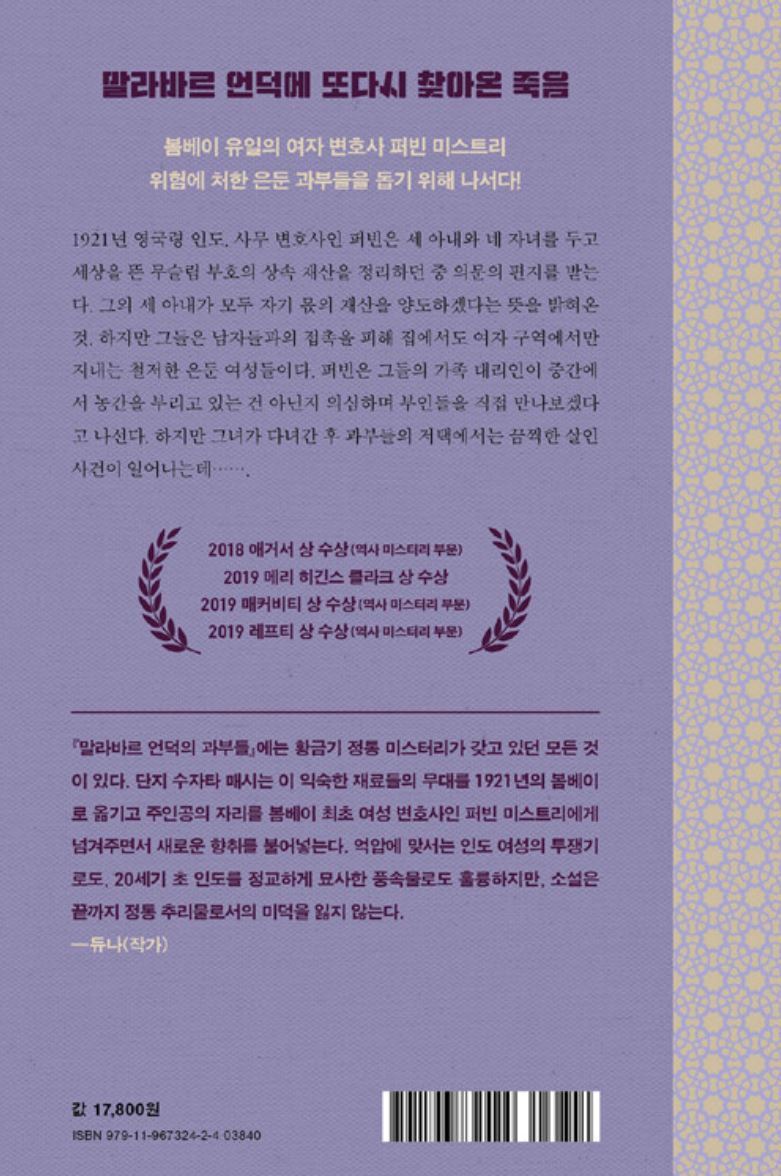 말라바르 언덕에 또다시 찾아온 죽음
봄베이 유일의 여자 변호사 퍼빈 미스트리
위험에 처한 은둔 과부들을 돕기 위해 나서다!
1921년 영국령 인도, 사무 변호사인 퍼빈은 세 아내와 네 자녀를 두고
세상을 뜬 무슬림 부호의 상속 재산을 정리하던 중 의문의 편지를 받는
다. 그의 세 아내가 모두 자기 몫의 재산을 양도하겠다는 뜻을 밝혀온
것. 하지만 그들은 남자들과의 접촉을 피해 집에서도 여자 구역에서만
지내는 철저한 은둔 여성들이다. 퍼빈은 그들의 가족 대리인이 중간에
서 농간을 부리고 있는 건 아닌지 의심하며 부인들을 직접 만나보겠다
고 나선다. 하지만 그녀가 다녀간 후 과부들의 저택에서는 끔찍한 살인
사건이 일어나는데…….
2018 애거서 상 수상(역사 미스터리 부문)
2019 메리 히긴스 클라크 상 수상
2019 매커비티 상 수상(역사 미스터리 부문)
2019 레프티 상 수상(역사 미스터리 부문)
『말라바르 언덕의 과부들』에는 황금기 정통 미스터리가 갖고 있던 모든 것
이 있다. 단지 수자타 매시는 이 익숙한 재료들의 무대를 1921년의 봄베이
로 옮기고 주인공의 자리를 봄베이 최초 여성 변호사인 퍼빈 미스트리에게
넘겨주면서 새로운 향취를 불어넣는다. 억압에 맞서는 인도 여성의 투쟁기
로도, 20세기 초 인도를 정교하게 묘사한 풍속물로도 훌륭하지만, 소설은
끝까지 정통 추리물로서의 미덕을 잃지 않는다.
—듀나(작가)
값 17,800원
ISBN 979-11-967324-2-4 03840